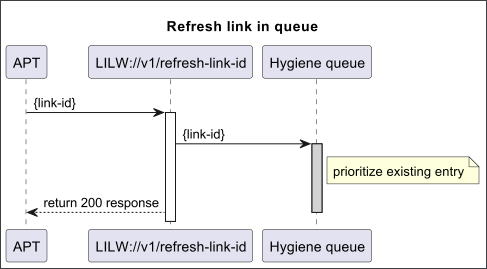 Refresh link in queue
APT
LILW://v1/refresh-link-id
Hygiene queue
{link-id}
{link-id}
prioritize existing entry
return 200 response
APT
LILW://v1/refresh-link-id
Hygiene queue